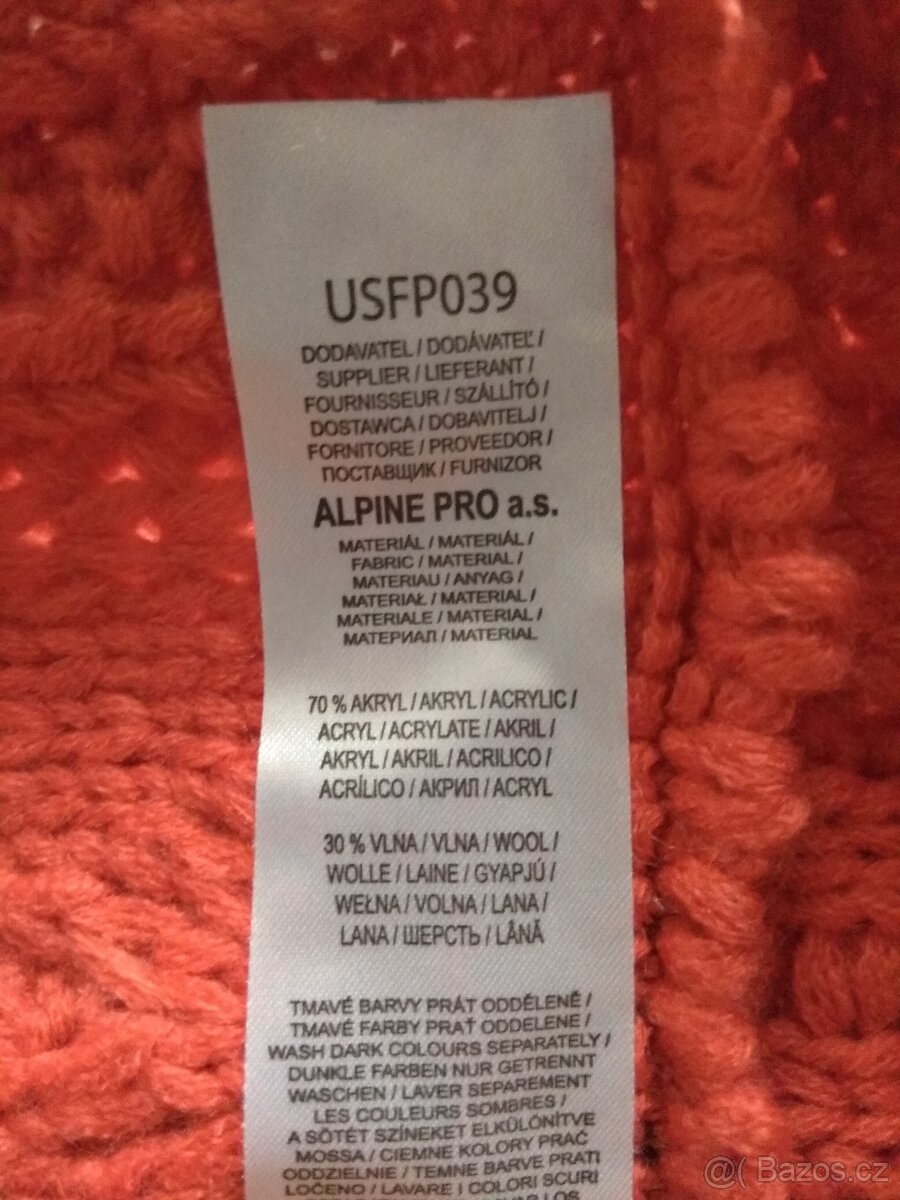 USFP039
DODAVATEL / DODÁVATEĽ /
SUPPLIER / LIEFERANT /
FOURNISSEUR / SZÁLLÍTÓ /
DOSTAWCA / DOBAVITELJ /
FORNITORE / PROVEEDOR /
ПОСТАВЩИК / FURNIZOR
ALPINE PRO a.s.
MATERIÁL / MATERIÁL /
FABRIC / MATERIAL /
MATERIAU / ANYAG /
MATERIAŁ / MATERIAL /
MATERIALE / MATERIAL /
МАТЕРИАЛ / MATERIAL
70 % AKRYL / AKRYL / ACRYLIC /
ACRYL / ACRYLATE / AKRIL /
AKRYL / AKRIL / ACRILICO /
ACRÍLICO / АКРИЛ / ACRYL
30 % VLNA / VLNA / WOOL /
WOLLE / LAINE / GYAPJÚ /
WEŁNA / VOLNA / LANA /
LANA / ШЕРСТЬ / LÂNĂ
TMAVÉ BARVY PRÁT ODDĚLENĚ /
TMAVÉ FARBY PRAŤ ODDELENE /
WASH DARK COLOURS SEPARATELY /
DUNKLE FARBEN NUR GETRENNT
WASCHEN / LAVER SEPAREMENT
LES COULEURS SOMBRES /
A SÖTÉT SZÍNEKET ELKÜLÖNÍTVE
MOSSA / CIEMNE KOLORY PRAĆ
ODDZIELNIE / TEMNE BARVE PRATI
LOČENO / LAVARE I COLORI SCURI
LOS
@( Bazos.cz